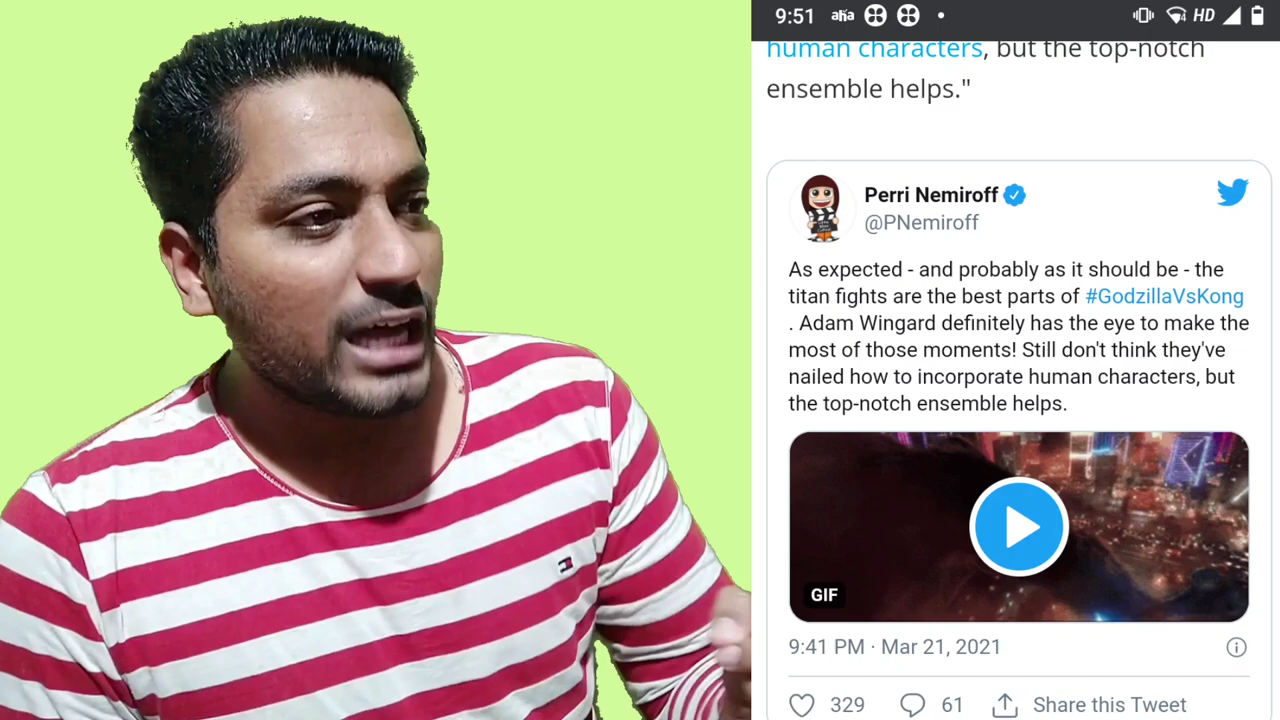 9:51 aha 4 HD
human characters, but the top-notch
ensemble helps."
Perri Nemiroff
@PNemiroff
As expected - and probably as it should be - the
titan fights are the best parts of #GodzillaVsKong
. Adam Wingard definitely has the eye to make the
most of those moments! Still don't think they've
nailed how to incorporate human characters, but
the top-notch ensemble helps.
GIF
9:41 PM · Mar 21, 2021
329 61 Share this Tweet